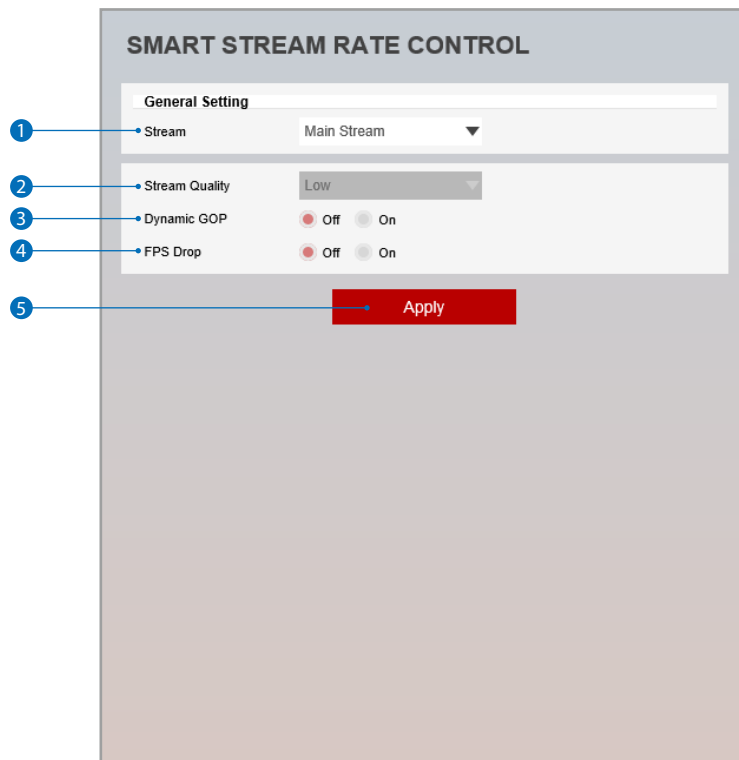 SMART STREAM RATE CONTROL
General Setting
1 Stream Main Stream
2 Stream Quality Low
3 Dynamic GOP Off On
4 FPS Drop Off On
5 Apply